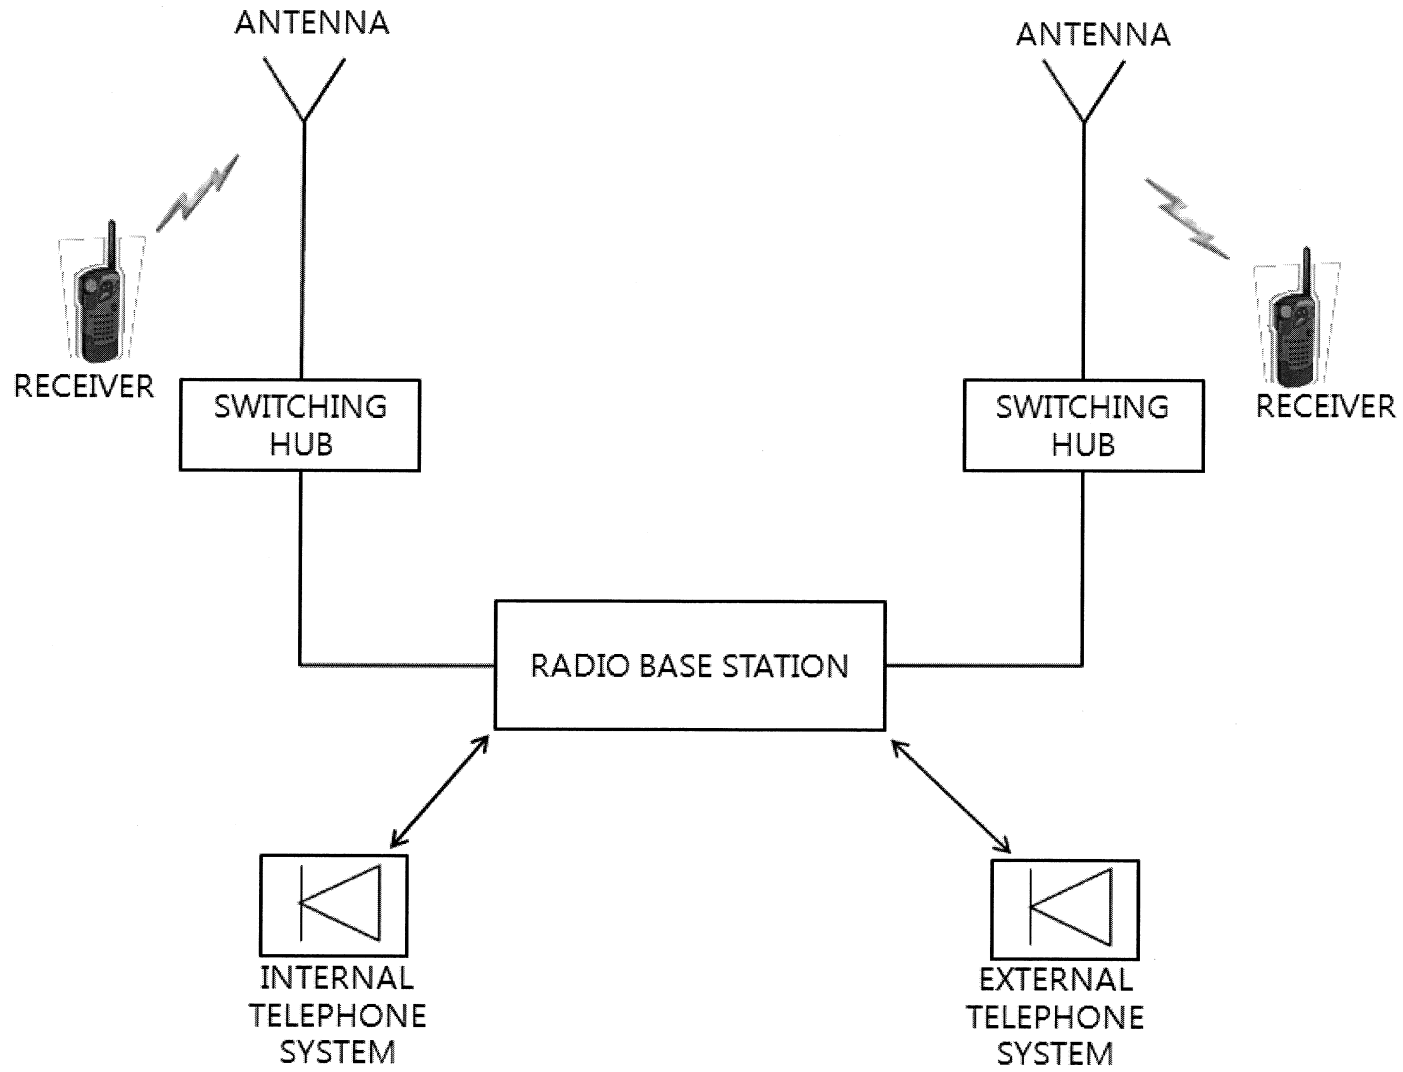 ANTENNA
ANTENNA
RECEIVER
SWITCHING
HUB
SWITCHING
HUB
RECEIVER
RADIO BASE STATION
INTERNAL
TELEPHONE
SYSTEM
EXTERNAL
TELEPHONE
SYSTEM